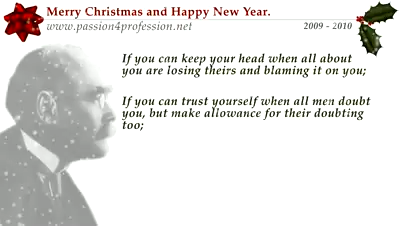 Merry Christmas and Happy New Year.
www.passion4profession.net
2009 - 2010
If you can keep your head when all about
you are losing theirs and blaming it on you;
If you can trust yourself when all men doubt
you, but make allowance for their doubting
too;